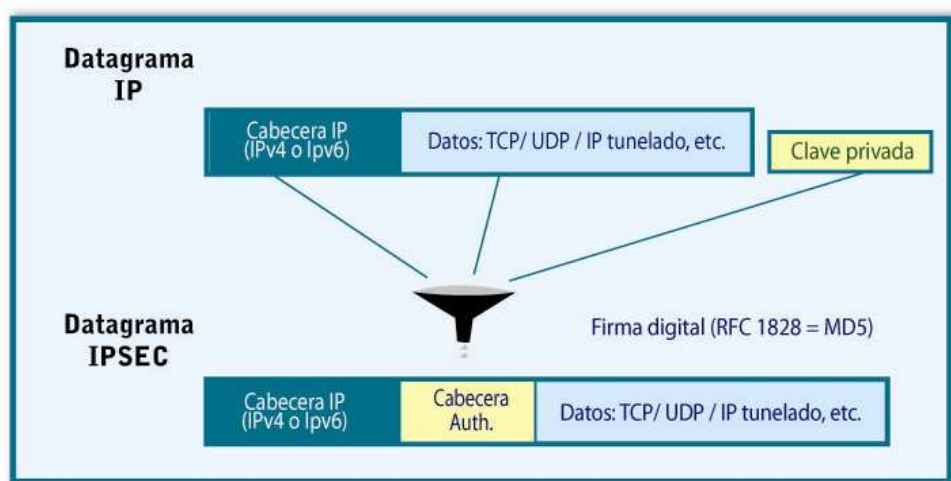 Datagrama
IP
Cabecera IP
(IPv4 o Ipv6)
Datos: TCP/ UDP / IP tunelado, etc.
Clave privada
Datagrama
IPSEC
Firma digital (RFC 1828 = MD5)
Cabecera IP
(IPv4 o Ipv6)
Cabecera
Auth.
Datos: TCP/ UDP / IP tunelado, etc.